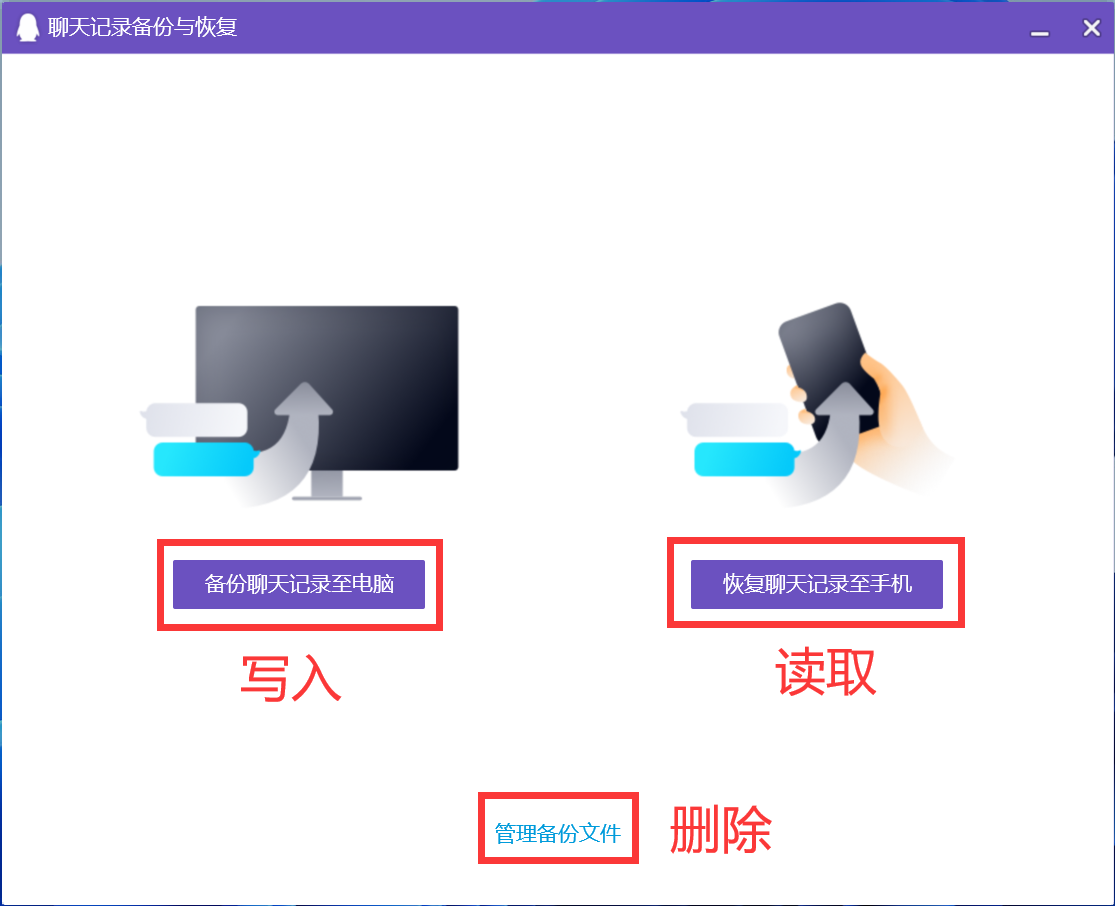 聊天记录备份与恢复
备份聊天记录至电脑
恢复聊天记录至手机
写入
读取
管理备份文件
删除